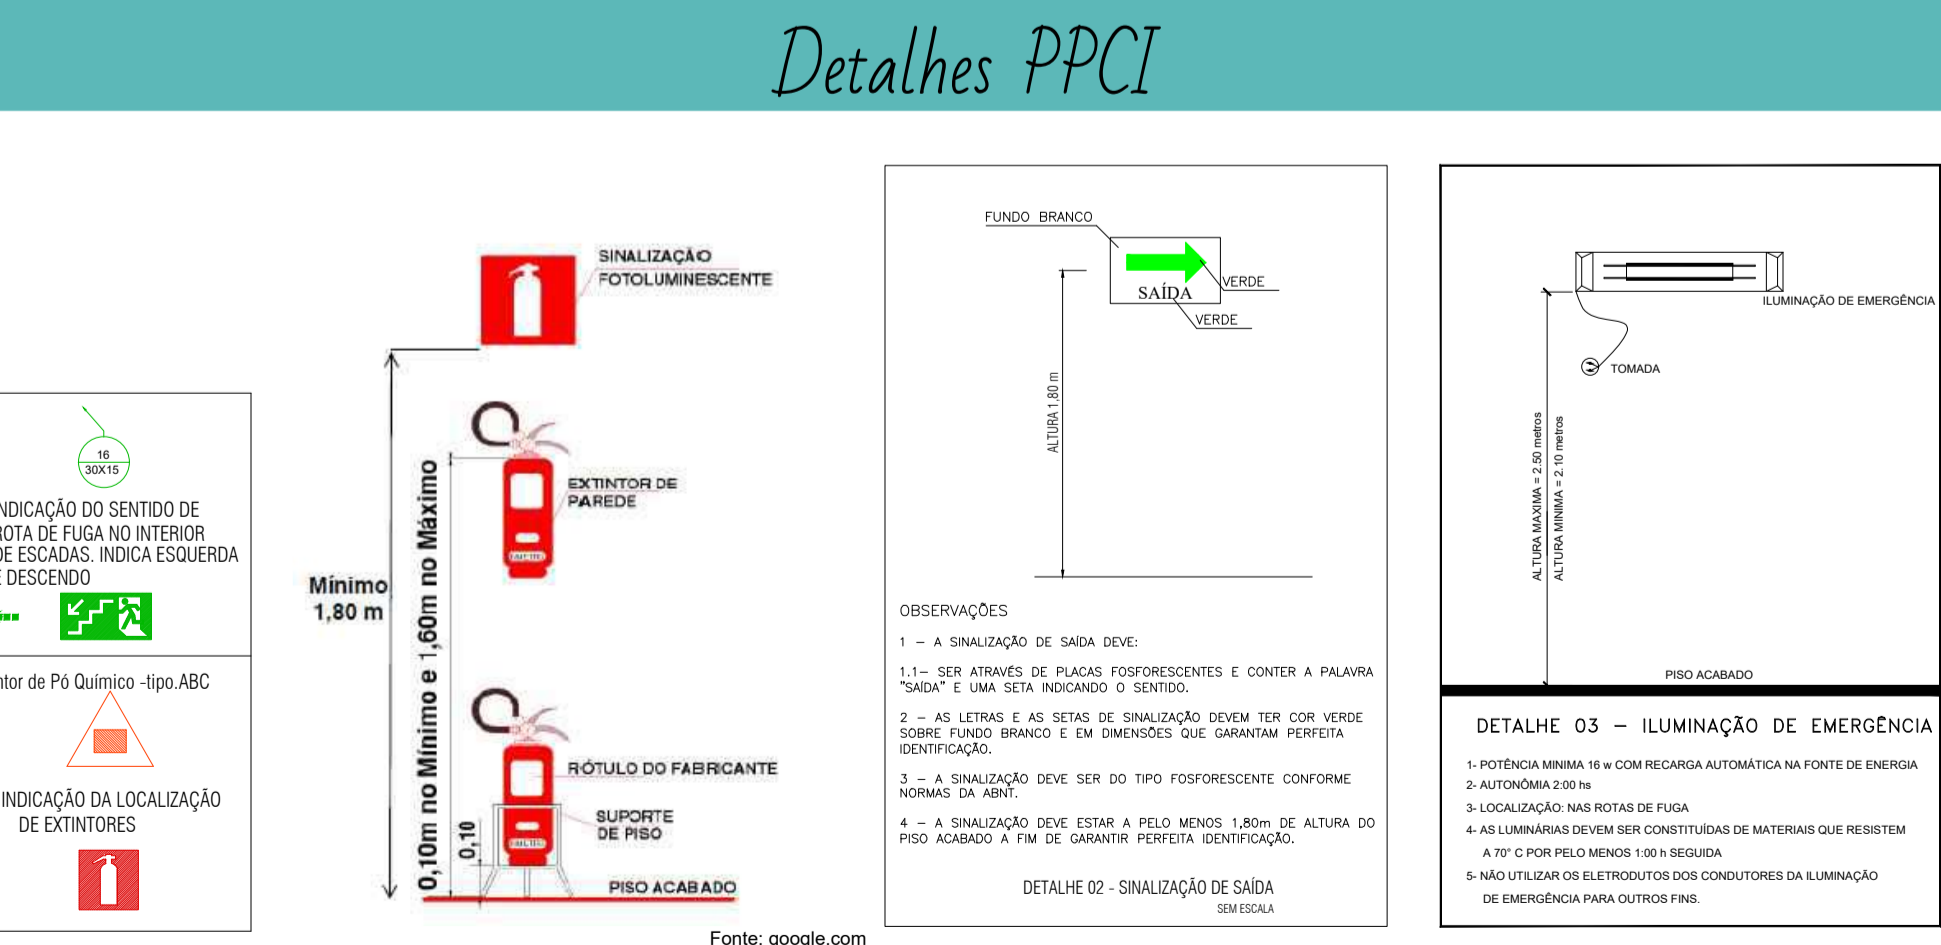 Detalhes PPCI
16
30X15
NDICAÇÃO DO SENTIDO DE
ROTA DE FUGA NO INTERIOR
DE ESCADAS. INDICA ESQUERDA
E DESCENDO
ntor de Pó Químico -tipo.ABC
INDICAÇÃO DA LOCALIZAÇÃO
DE EXTINTORES
SINALIZAÇÃO
FOTOLUMINESCENTE
EXTINTOR DE
PAREDE
Mínimo
1,80 m
0,10m no Mínimo e 1,60m no Máximo
RÓTULO DO FABRICANTE
SUPORTE
DE PISO
0,10
PISO ACABADO
Fonte: google.com
FUNDO BRANCO
SAÍDA
VERDE
VERDE
ALTURA 1,80 m
OBSERVAÇÕES
1 – A SINALIZAÇÃO DE SAÍDA DEVE:
1.1– SER ATRAVÉS DE PLACAS FOSFORESCENTES E CONTER A PALAVRA
"SAÍDA" E UMA SETA INDICANDO O SENTIDO.
2 – AS LETRAS E AS SETAS DE SINALIZAÇÃO DEVEM TER COR VERDE
SOBRE FUNDO BRANCO E EM DIMENSÕES QUE GARANTAM PERFEITA
IDENTIFICAÇÃO.
3 – A SINALIZAÇÃO DEVE SER DO TIPO FOSFORESCENTE CONFORME
NORMAS DA ABNT.
4 – A SINALIZAÇÃO DEVE ESTAR A PELO MENOS 1,80m DE ALTURA DO
PISO ACABADO A FIM DE GARANTIR PERFEITA IDENTIFICAÇÃO.
DETALHE 02 - SINALIZAÇÃO DE SAÍDA
SEM ESCALA
ILUMINAÇÃO DE EMERGÊNCIA
TOMADA
ALTURA MAXIMA = 2.50 metros
ALTURA MINIMA = 2.10 metros
PISO ACABADO
DETALHE 03 – ILUMINAÇÃO DE EMERGÊNCIA
1- POTÊNCIA MINIMA 16 w COM RECARGA AUTOMÁTICA NA FONTE DE ENERGIA
2- AUTONÔMIA 2:00 hs
3- LOCALIZAÇÃO: NAS ROTAS DE FUGA
4- AS LUMINÁRIAS DEVEM SER CONSTITUÍDAS DE MATERIAIS QUE RESISTEM
A 70° C POR PELO MENOS 1:00 h SEGUIDA
5- NÃO UTILIZAR OS ELETRODUTOS DOS CONDUTORES DA ILUMINAÇÃO
DE EMERGÊNCIA PARA OUTROS FINS.